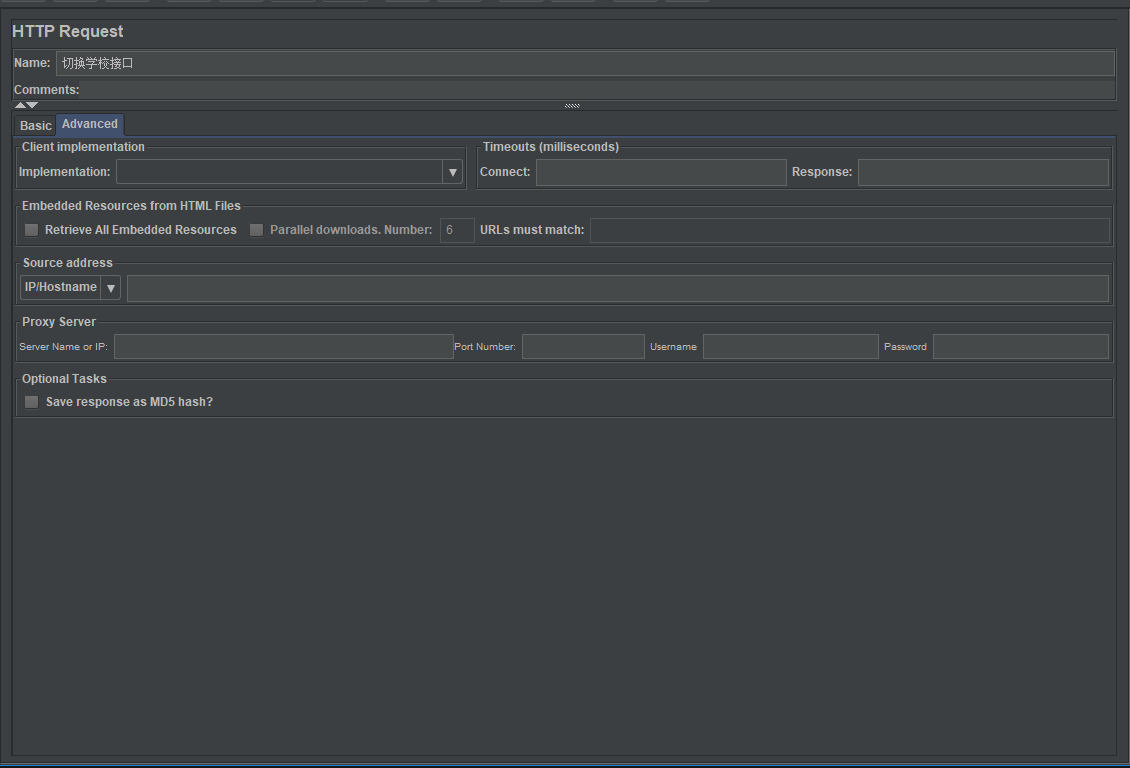 HTTP Request
Name: 切换学校接口
Comments:
Basic Advanced
Client implementation Timeouts (milliseconds)
Implementation: Connect: Response:
Embedded Resources from HTML Files
Retrieve All Embedded Resources Parallel downloads. Number: 6 URLs must match:
Source address
IP/Hostname
Proxy Server
Server Name or IP: Port Number: Username Password
Optional Tasks
Save response as MD5 hash?